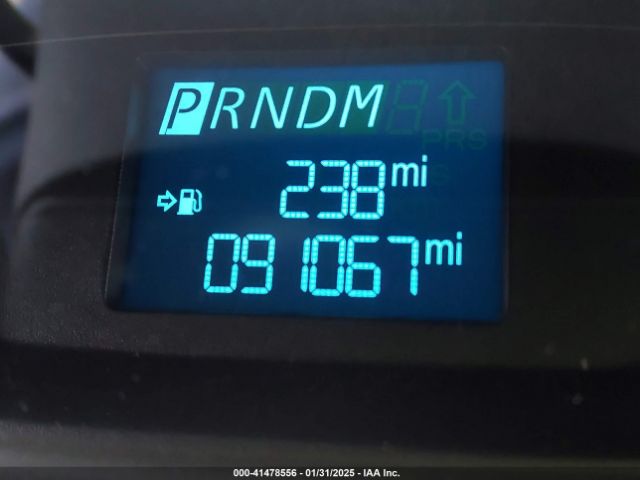 PRNDM
238 mi
091067 mi
000-41478556 - 01/31/2025 - IAA Inc.